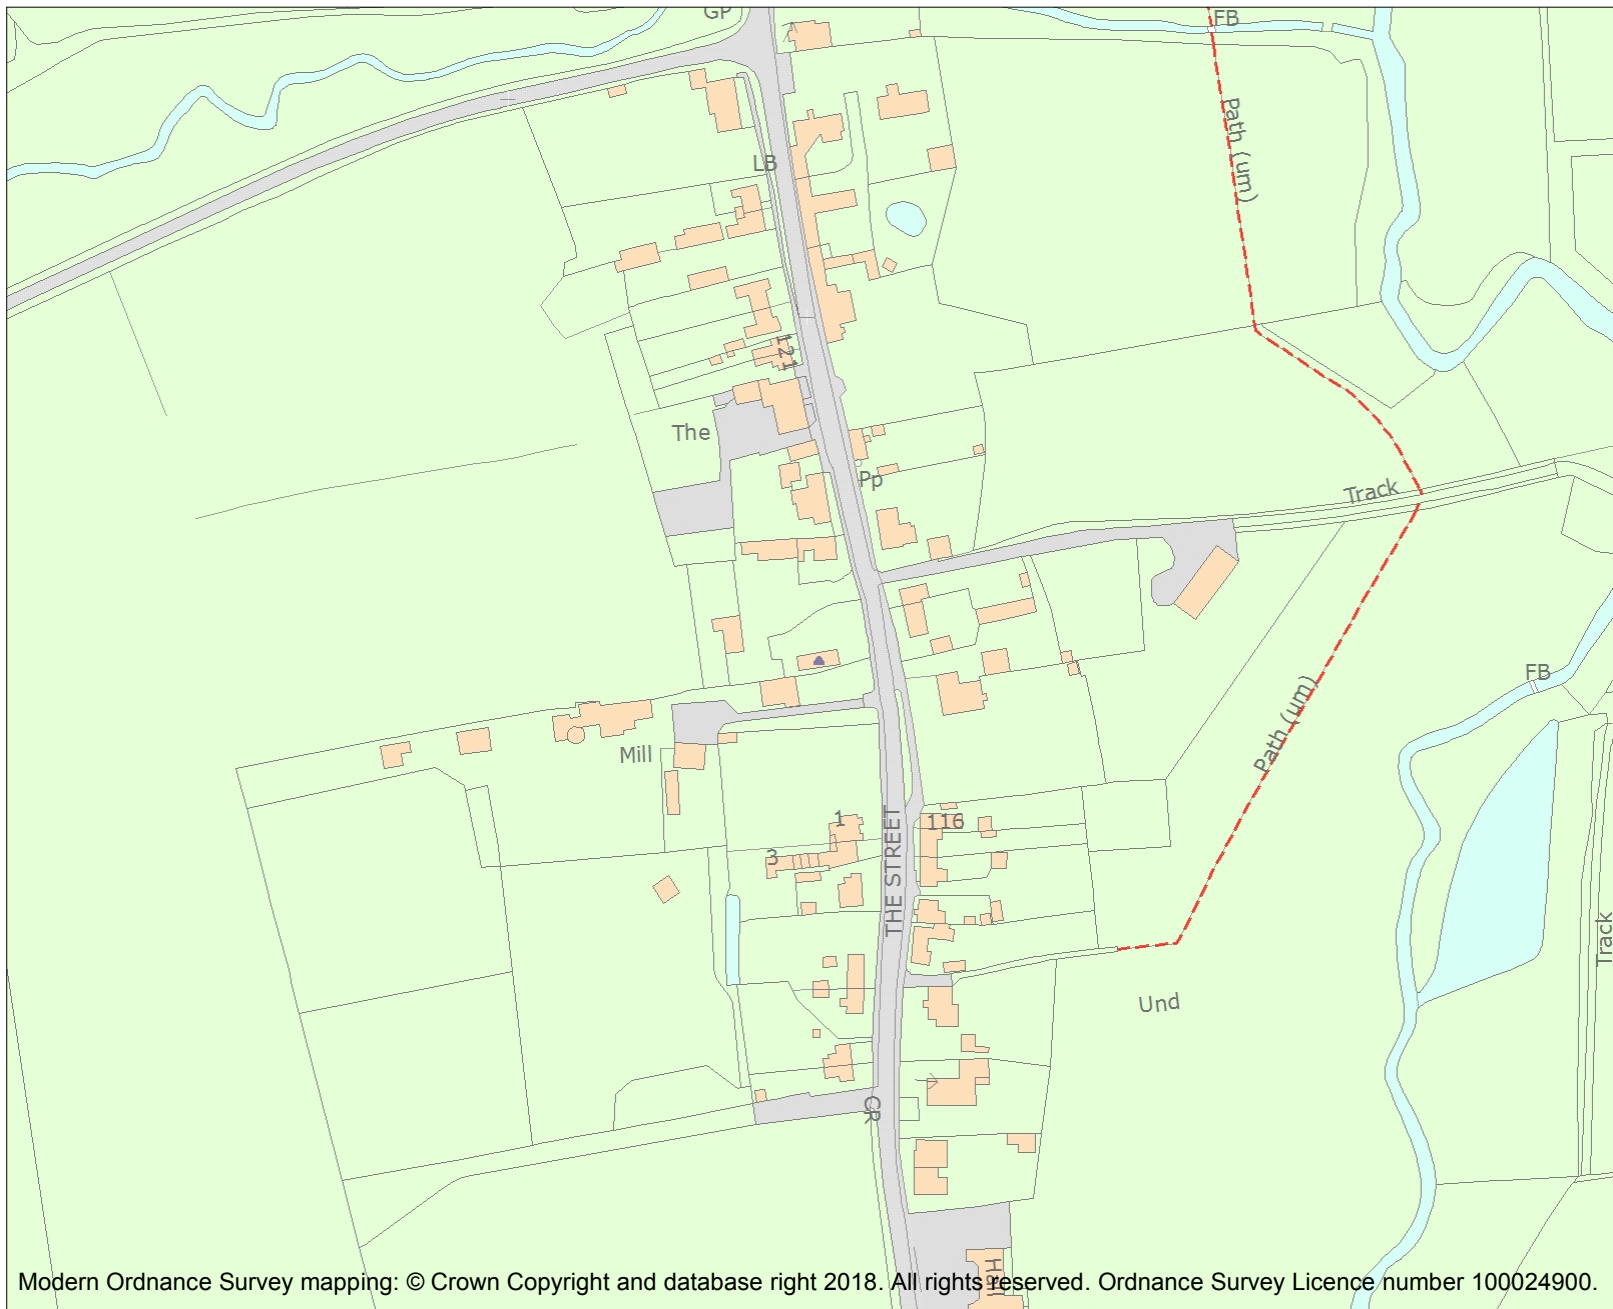 GP
FB
Path (um)
LB
121
The
Pp
Track
FB
Path (um)
Mill
1
116
3
THE STREET
Track
Und
CR
Hall
Modern Ordnance Survey mapping: © Crown Copyright and database right 2018. All rights reserved. Ordnance Survey Licence number 100024900.